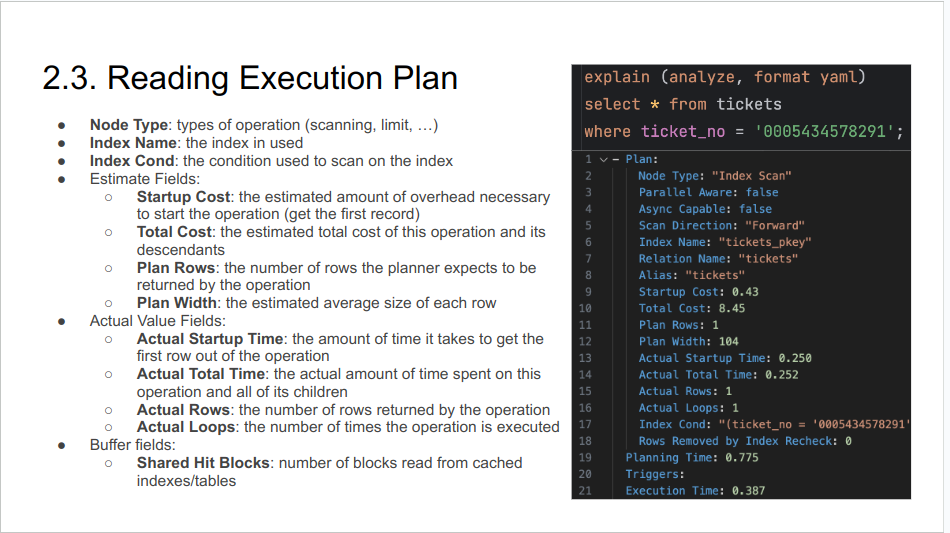 2.3. Reading Execution Plan
● Node Type: types of operation (scanning, limit, …)
● Index Name: the index in used
● Index Cond: the condition used to scan on the index
● Estimate Fields:
○ Startup Cost: the estimated amount of overhead necessary
to start the operation (get the first record)
○ Total Cost: the estimated total cost of this operation and its
descendants
○ Plan Rows: the number of rows the planner expects to be
returned by the operation
○ Plan Width: the estimated average size of each row
● Actual Value Fields:
○ Actual Startup Time: the amount of time it takes to get the
first row out of the operation
○ Actual Total Time: the actual amount of time spent on this
operation and all of its children
○ Actual Rows: the number of rows returned by the operation
○ Actual Loops: the number of times the operation is executed
● Buffer fields:
○ Shared Hit Blocks: number of blocks read from cached
indexes/tables
explain (analyze, format yaml)
select * from tickets
where ticket_no = '0005434578291';
1 - Plan:
2 Node Type: "Index Scan"
3 Parallel Aware: false
4 Async Capable: false
5 Scan Direction: "Forward"
6 Index Name: "tickets_pkey"
7 Relation Name: "tickets"
8 Alias: "tickets"
9 Startup Cost: 0.43
10 Total Cost: 8.45
11 Plan Rows: 1
12 Plan Width: 104
13 Actual Startup Time: 0.250
14 Actual Total Time: 0.252
15 Actual Rows: 1
16 Actual Loops: 1
17 Index Cond: "(ticket_no = '0005434578291'
18 Rows Removed by Index Recheck: 0
19 Planning Time: 0.775
20 Triggers:
21 Execution Time: 0.387